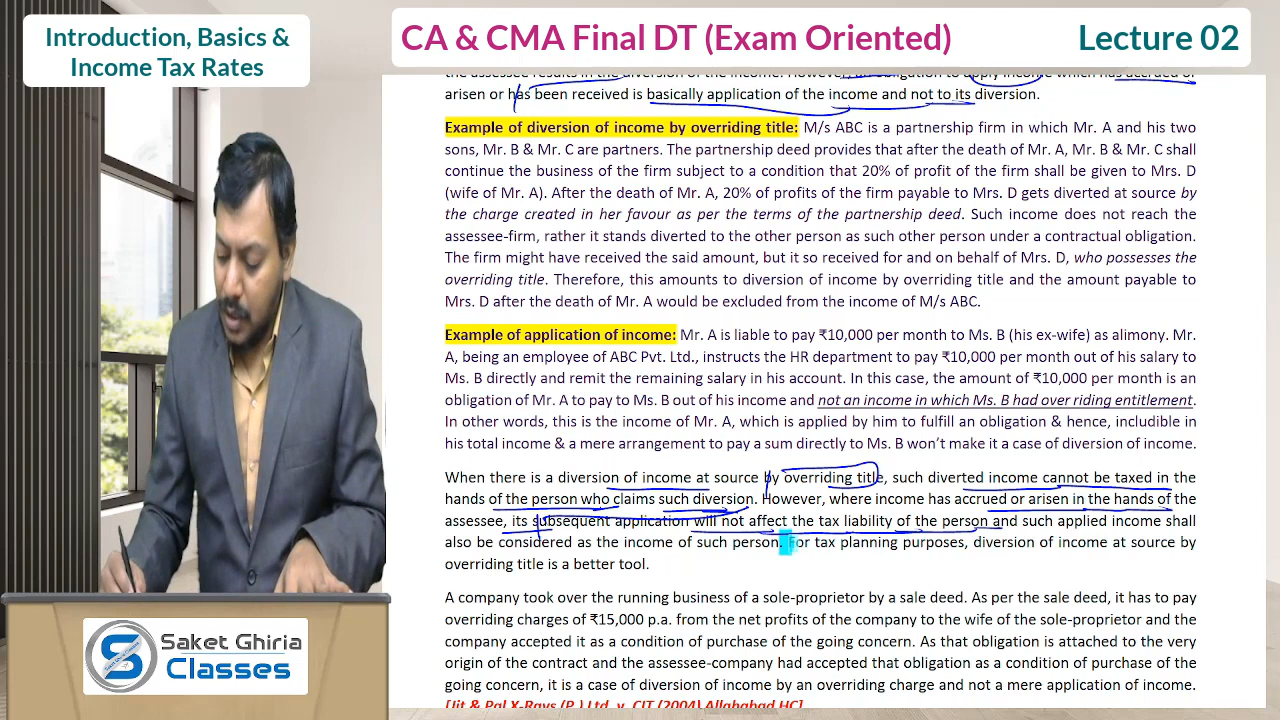 Introduction, Basics &
Income Tax Rates
CA & CMA Final DT (Exam Oriented)
Lecture 02
the assessee results in the diversion of the income. However, obligation to apply income which has accrued or
arisen or has been received is basically application of the income and not to its diversion.
Example of diversion of income by overriding title: M/s ABC is a partnership firm in which Mr. A and his two
sons, Mr. B & Mr. C are partners. The partnership deed provides that after the death of Mr. A, Mr. B & Mr. C shall
continue the business of the firm subject to a condition that 20% of profit of the firm shall be given to Mrs. D
(wife of Mr. A). After the death of Mr. A, 20% of profits of the firm payable to Mrs. D gets diverted at source by
the charge created in her favour as per the terms of the partnership deed. Such income does not reach the
assessee-firm, rather it stands diverted to the other person as such other person under a contractual obligation.
The firm might have received the said amount, but it so received for and on behalf of Mrs. D, who possesses the
overriding title. Therefore, this amounts to diversion of income by overriding title and the amount payable to
Mrs. D after the death of Mr. A would be excluded from the income of M/s ABC.
Example of application of income: Mr. A is liable to pay ₹10,000 per month to Ms. B (his ex-wife) as alimony. Mr.
A, being an employee of ABC Pvt. Ltd., instructs the HR department to pay ₹10,000 per month out of his salary to
Ms. B directly and remit the remaining salary in his account. In this case, the amount of ₹10,000 per month is an
obligation of Mr. A to pay to Ms. B out of his income and not an income in which Ms. B had over riding entitlement.
In other words, this is the income of Mr. A, which is applied by him to fulfill an obligation & hence, includible in
his total income & a mere arrangement to pay a sum directly to Ms. B won't make it a case of diversion of income.
When there is a diversion of income at source by overriding title, such diverted income cannot be taxed in the
hands of the person who claims such diversion. However, where income has accrued or arisen in the hands of the
assessee, its subsequent application will not affect the tax liability of the person and such applied income shall
also be considered as the income of such person. For tax planning purposes, diversion of income at source by
overriding title is a better tool.
A company took over the running business of a sole-proprietor by a sale deed. As per the sale deed, it has to pay
overriding charges of ₹15,000 p.a. from the net profits of the company to the wife of the sole-proprietor and the
company accepted it as a condition of purchase of the going concern. As that obligation is attached to the very
origin of the contract and the assessee-company had accepted that obligation as a condition of purchase of the
going concern, it is a case of diversion of income by an overriding charge and not a mere application of income.
[Jit & Pal X-Rays (P.) Ltd. v. CIT (2004) Allahabad HC]
Saket Ghiria
Classes